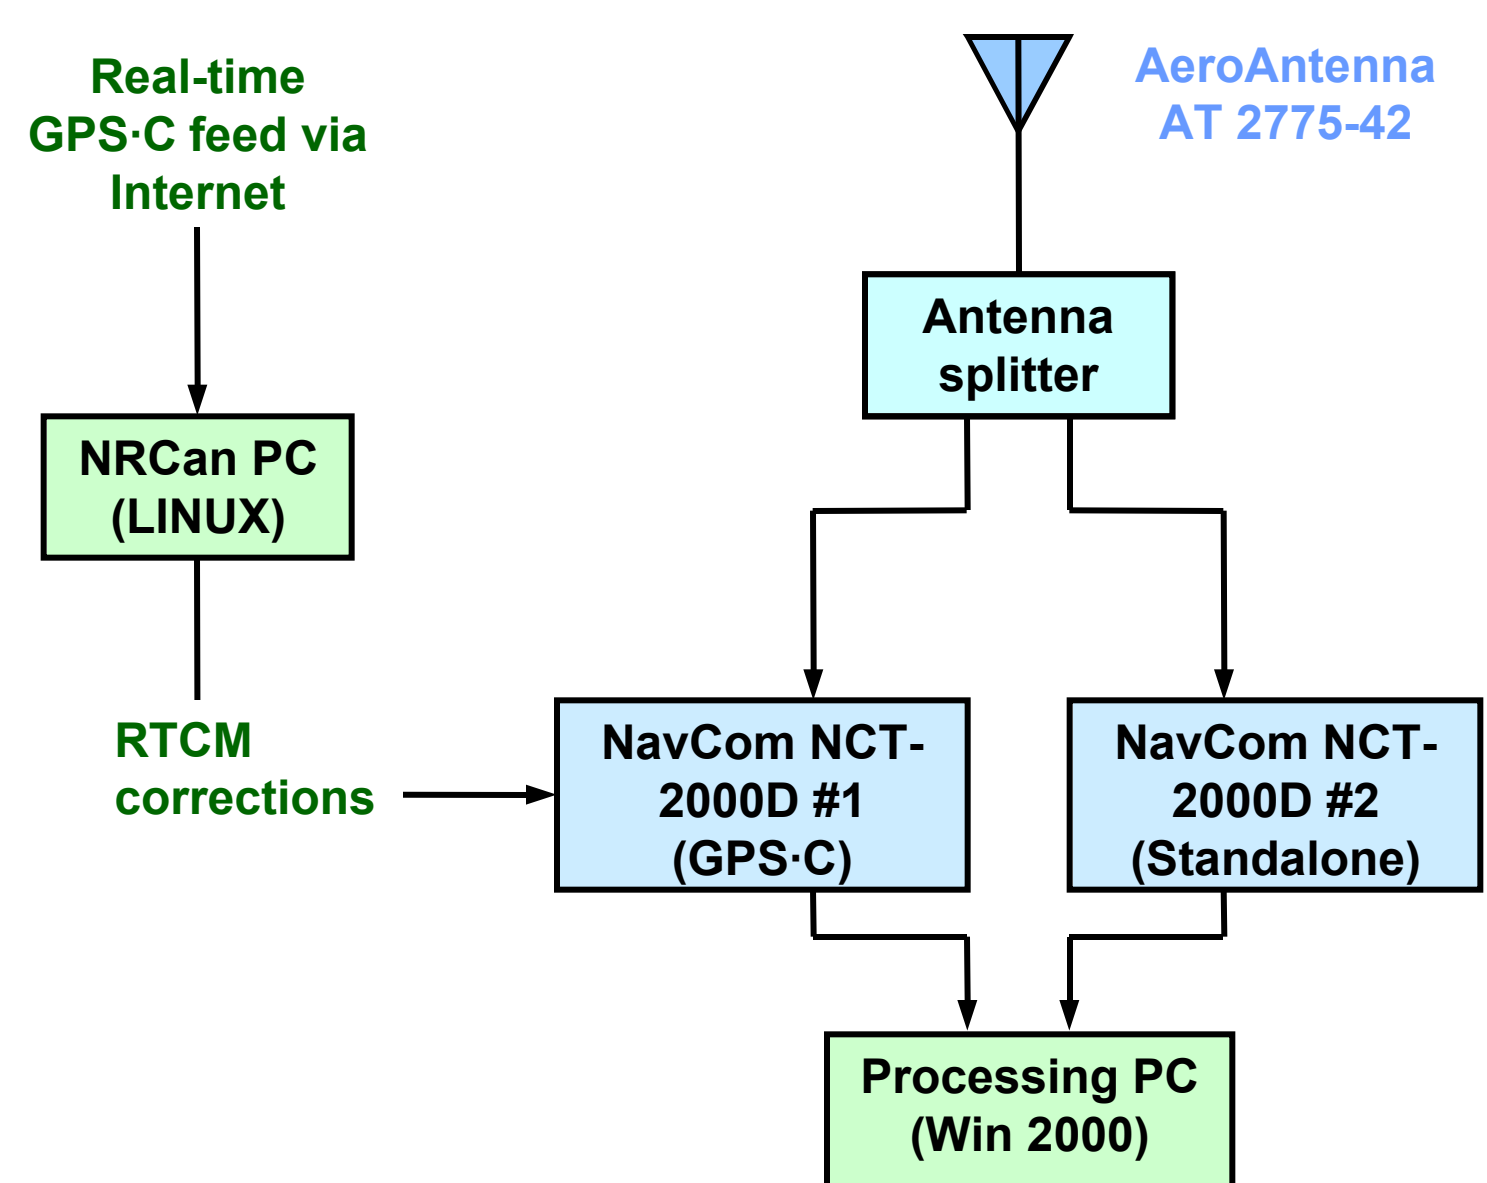 Real-time
GPS·C feed via
Internet
AeroAntenna
AT 2775-42
Antenna
splitter
NRCan PC
(LINUX)
RTCM
corrections
NavCom NCT-
2000D #1
(GPS·C)
NavCom NCT-
2000D #2
(Standalone)
Processing PC
(Win 2000)